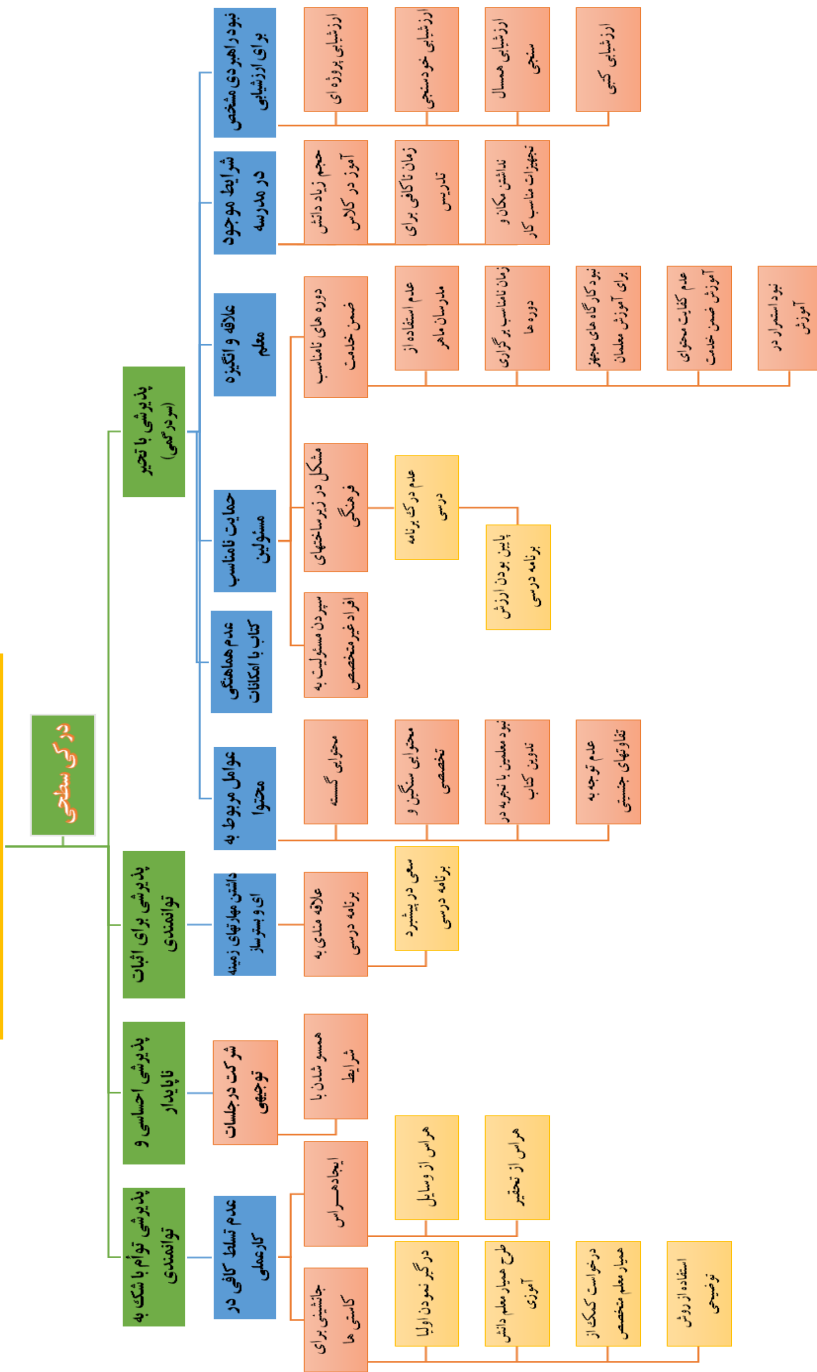 درکی سطحی
پذیرشی با تحیر
(سردرگمی)
پذیرشی برای اثبات
توانمندی
پذیرشی احساسی و
ناپایدار
پذیرشی توأم با شک به
توانمندی
نبود راهبردی مشخص
برای ارزشیابی
شرایط موجود
در مدرسه
علاقه و انگیزه
معلم
حمایت نامناسب
مسئولین
عدم هماهنگی
کتاب با امکانات
عوامل مربوط به
محتوا
داشتن مهارتهای زمینه
ای و بسترساز
شرکت در جلسات
توجیهی
عدم تسلط کافی در
کارعملی
ارزشیابی پروژه ای
ارزشیابی خودسنجی
ارزشیابی همسال
سنجی
ارزشیابی کتبی
حجم زیاد دانش
آموز در کلاس
زمان ناکافی برای
تدریس
نداشتن مکان و
تجهیزات مناسب کار
دوره های نامناسب
ضمن خدمت
عدم استفاده از
مدرسان ماهر
زمان نامناسب برگزاری
دوره ها
نبود کارگاه های مجهز
برای آموزش معلمان
عدم کفایت محتوای
آموزش ضمن خدمت
نبود استمرار در
آموزش
مشکل در زیرساختهای
فرهنگی
عدم درک برنامه
درسی
پایین بودن ارزش
برنامه درسی
سپردن مسئولیت به
افراد غیرمتخصص
محتوایی گسسته
محتوایی سنگین و
تخصصی
نبود معلمین با تجربه در
تدوین کتاب
عدم توجه به
تفاوتهای جنسیتی
علاقه مندی به
برنامه درسی
سعی در پیشبرد
برنامه درسی
همسو شدن با
شرایط
ایجادهراس
هراس از وسایل
هراس از تحقیر
جانشینی برای
کاستی ها
درگیر نمودن اولیا
طرح همیار معلم دانش
آموزی
درخواست کمک از
همیار معلم متخصص
استفاده از روش
توضیحی